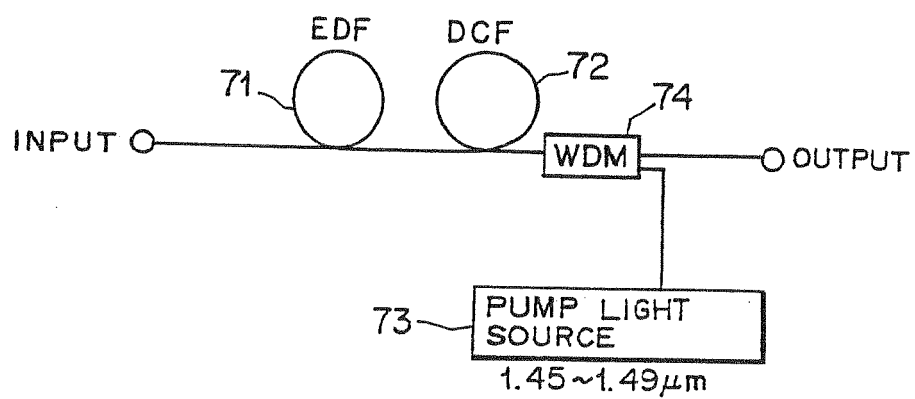 EDF
DCF
71
72
74
INPUT
WDM
OUTPUT
73
PUMP LIGHT
SOURCE
1.45~1.49μm